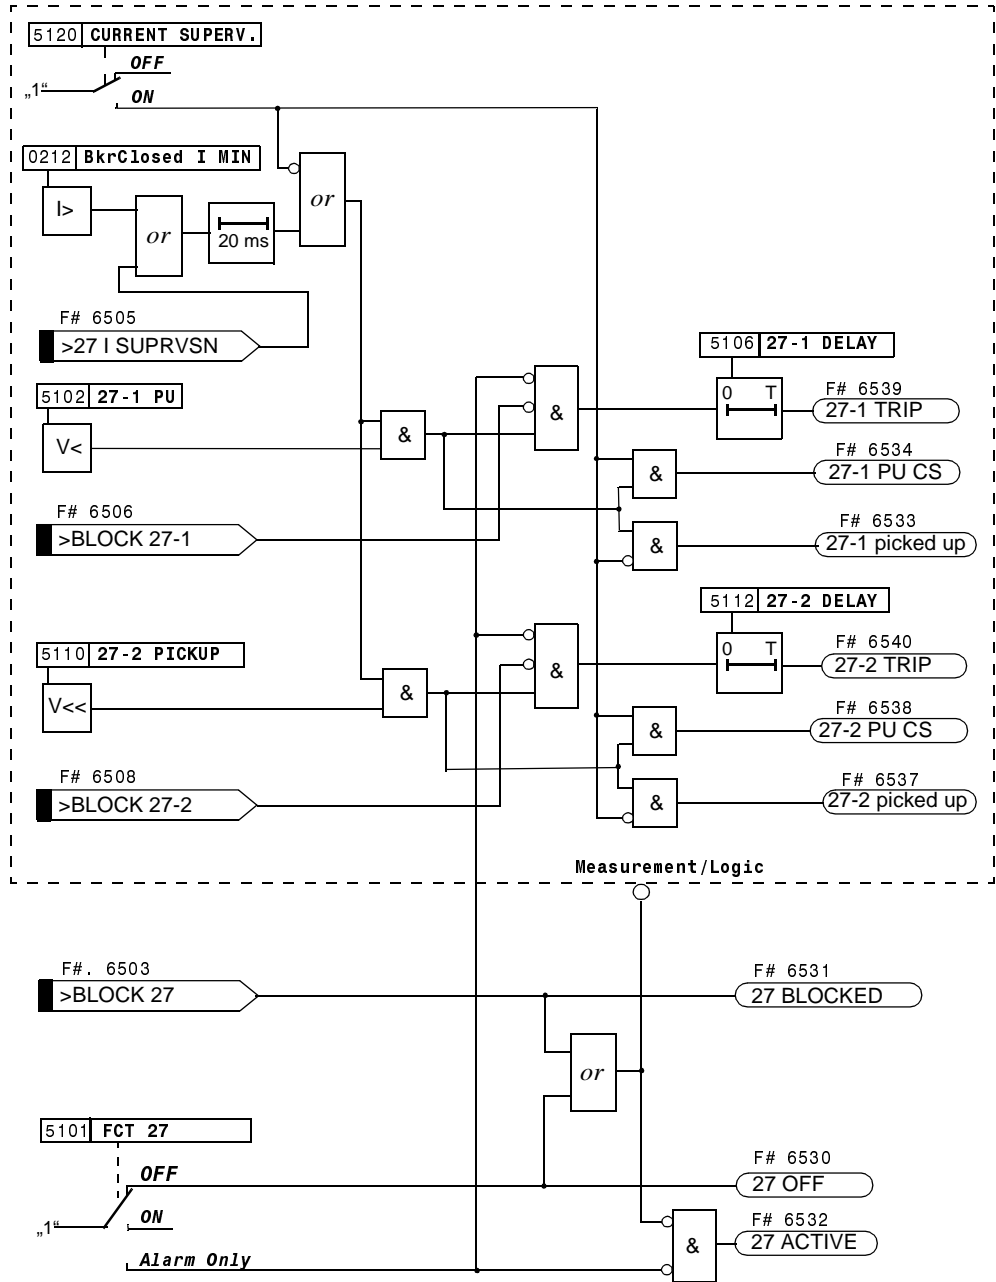 5120 CURRENT SUPERV.
OFF
„1“
ON
0212 BkrClosed I MIN
I>
or
20 ms
or
F# 6505
>27 I SUPRVSN
5106 27-1 DELAY
5102 27-1 PU
0 T
F# 6539
27-1 TRIP
V<
&
&
F# 6534
27-1 PU CS
&
F# 6506
>BLOCK 27-1
F# 6533
27-1 picked up
&
5112 27-2 DELAY
5110 27-2 PICKUP
0 T
F# 6540
27-2 TRIP
V<<
&
&
F# 6538
27-2 PU CS
&
F# 6508
>BLOCK 27-2
F# 6537
27-2 picked up
&
Measurement/Logic
F#. 6503
>BLOCK 27
F# 6531
27 BLOCKED
or
5101 FCT 27
OFF
F# 6530
27 OFF
„1“
ON
F# 6532
27 ACTIVE
&
Alarm Only